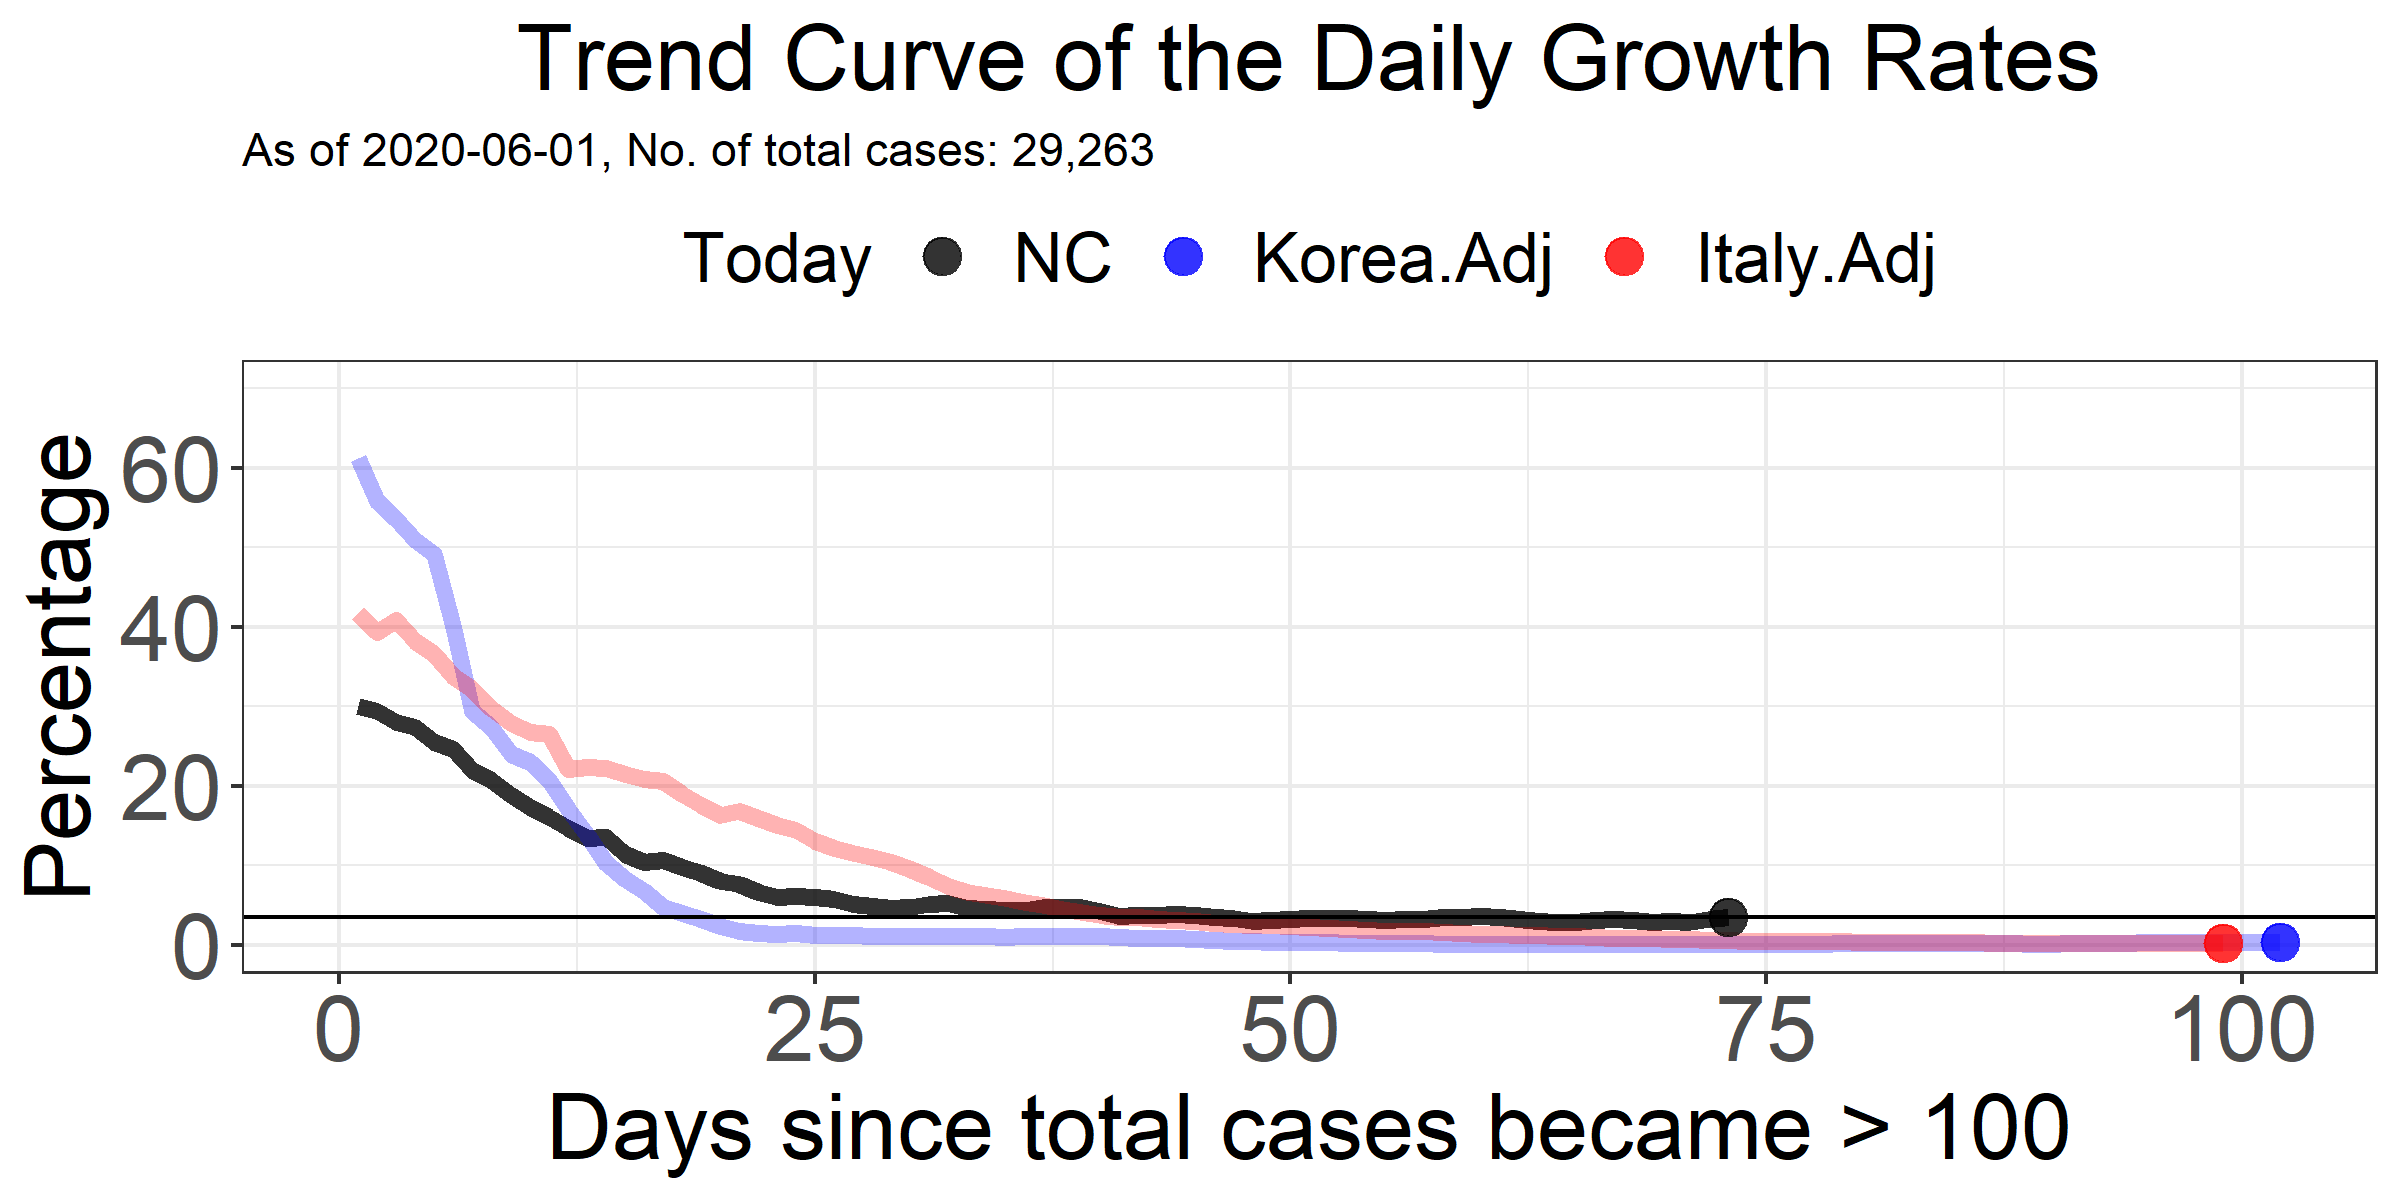 Trend Curve of the Daily Growth Rates
As of 2020-06-01, No. of total cases: 29,263
Today NC Korea.Adj Italy.Adj
Percentage
60
40
20
0
0 25 50 75 100
Days since total cases became > 100